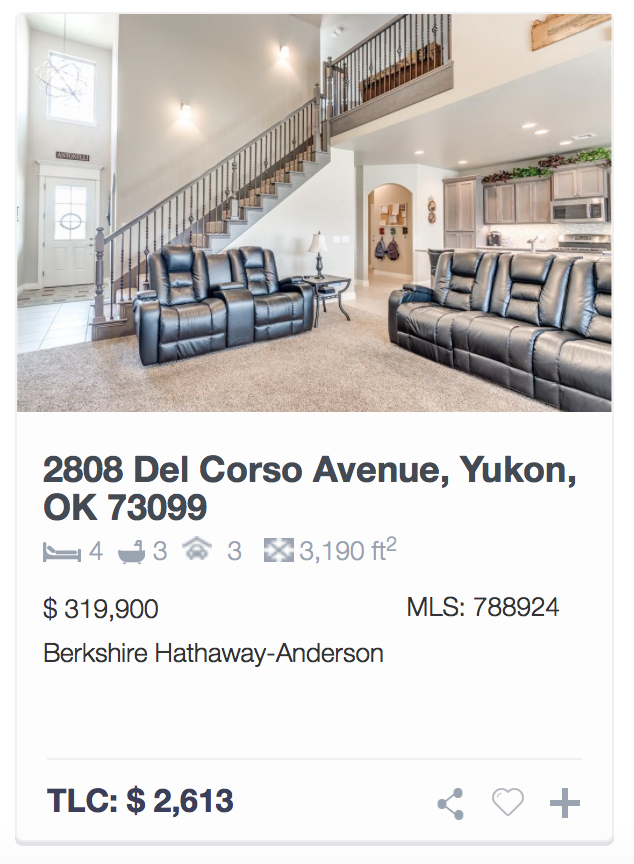 ANTONELLI
2808 Del Corso Avenue, Yukon,
OK 73099
4 3 3 3,190 ft²
$ 319,900 MLS: 788924
Berkshire Hathaway-Anderson
TLC: $ 2,613